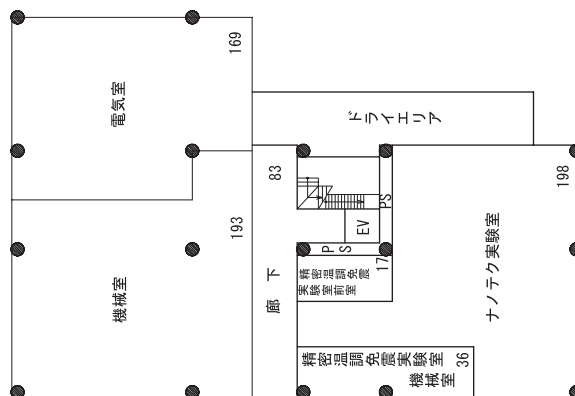 電気室
169
ドライエリア
機械室
193
廊下
83
PS
EV
PS
精密温調免震
実験室前室
17
ナノテク実験室
198
精密温調免震実験室
機械室
36